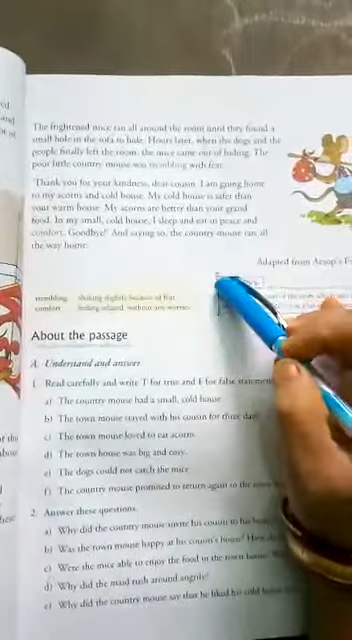 The frightened mice ran all around the room until they found a
small hole in the sofa to hide. Hours later, when the dogs and the
people finally left the room, the mice came out of hiding. The
poor little country mouse was trembling with fear.
'Thank you for your kindness, dear cousin. I am going home
to my acorns and cold house. My cold house is safer than
your warm house. My acorns are better than your grand
food. In my small, cold house, I sleep and eat in peace and
comfort. Goodbye!' And saying so, the country mouse ran all
the way home.
Adapted from Aesop's
trembling shaking slightly because of fear
comfort feeling relaxed, without any worries
About the passage
A. Understand and answer
1. Read carefully and write T for true and F for false
a) The country mouse had a small, cold house
b) The town mouse stayed with his cousin for three days
c) The town mouse loved to eat acorns
d) The town house was big and cosy.
e) The dogs could not catch the mice
f) The country mouse promised to return again to the
2. Answer these questions.
a) Why did the country mouse invite his cousin to his
b) Was the town mouse happy at his cousin's house?
c) Were the mice able to enjoy the food in the town house?
d) Why did the maid rush around angrily?
e) Why did the country mouse say that he liked his cold